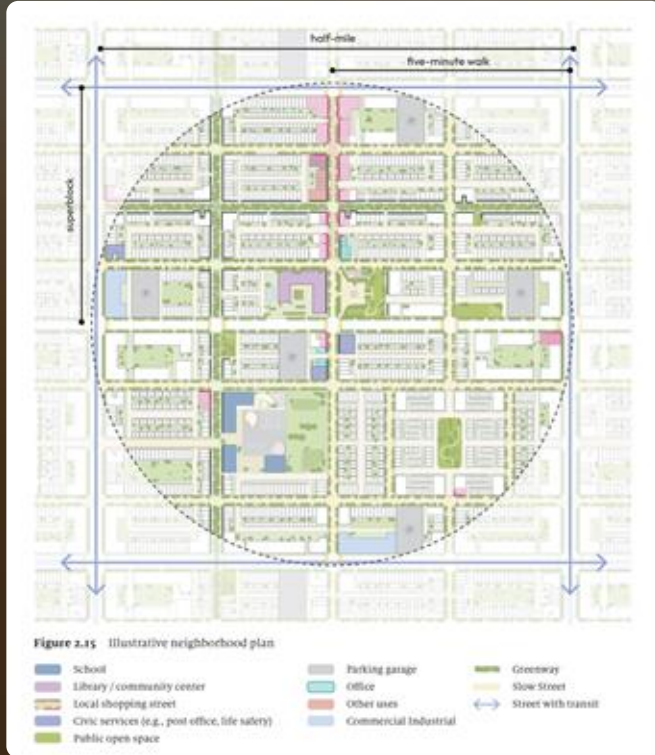 half-mile
five-minute walk
superblock
Figure 2.15 Illustrative neighborhood plan
School
Library / community center
Local shopping street
Civic services (e.g., post office, life safety)
Public open space
Parking garage
Office
Other uses
Commercial Industrial
Greenway
Slow Street
Street with transit